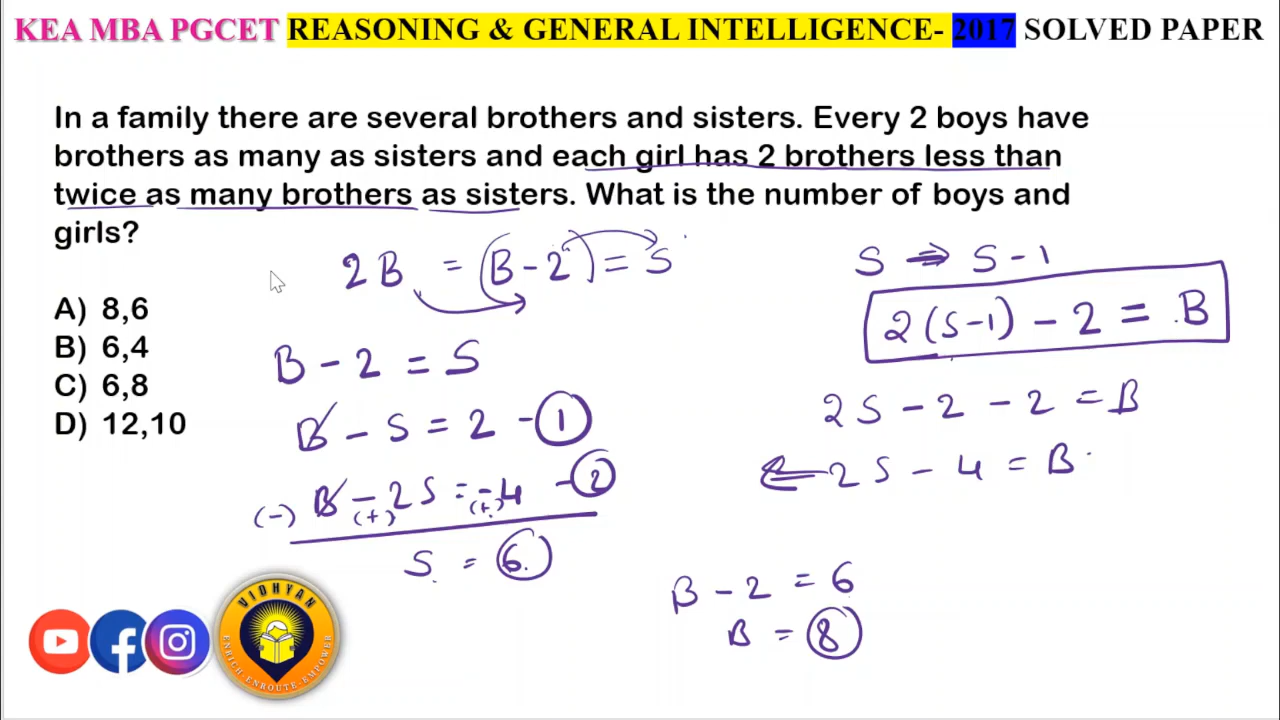 KEA MBA PGCET REASONING & GENERAL INTELLIGENCE- 2017 SOLVED PAPER
In a family there are several brothers and sisters. Every 2 boys have
brothers as many as sisters and each girl has 2 brothers less than
twice as many brothers as sisters. What is the number of boys and
girls?
2B = (B-2) = S
S ⇒ S-1
A) 8,6
2(S-1) - 2 = B
B) 6,4
B - 2 = S
C) 6,8
2S - 2 - 2 = B
D) 12,10
B - S = 2 - 1
2S - 4 = B
(-) B - 2S = -4 - 2
(+) (+)
S = 6
B - 2 = 6
B = 8
VIDHYAN
ENRICH-ENROUTE-EMPOWER